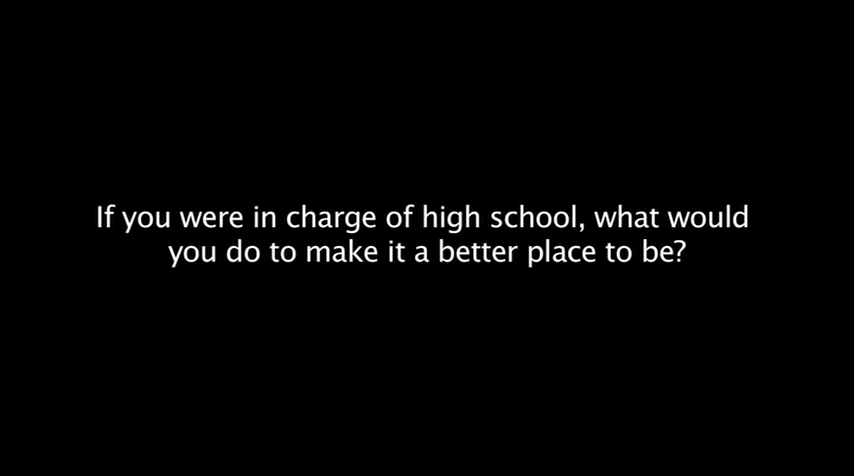 If you were in charge of high school, what would
you do to make it a better place to be?